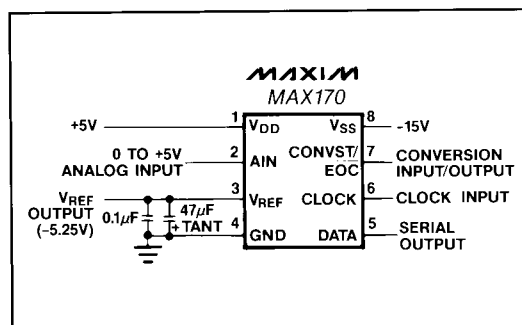 MAXIM
MAX170
+5V
1
VDD
8
VSS
-15V
0 TO +5V
ANALOG INPUT
2
AIN
CONVST/
EOC
7
CONVERSION
INPUT/OUTPUT
VREF
OUTPUT
(-5.25V)
0.1µF
47µF
+ TANT
3
VREF
CLOCK
6
CLOCK INPUT
4
GND
DATA
5
SERIAL
OUTPUT